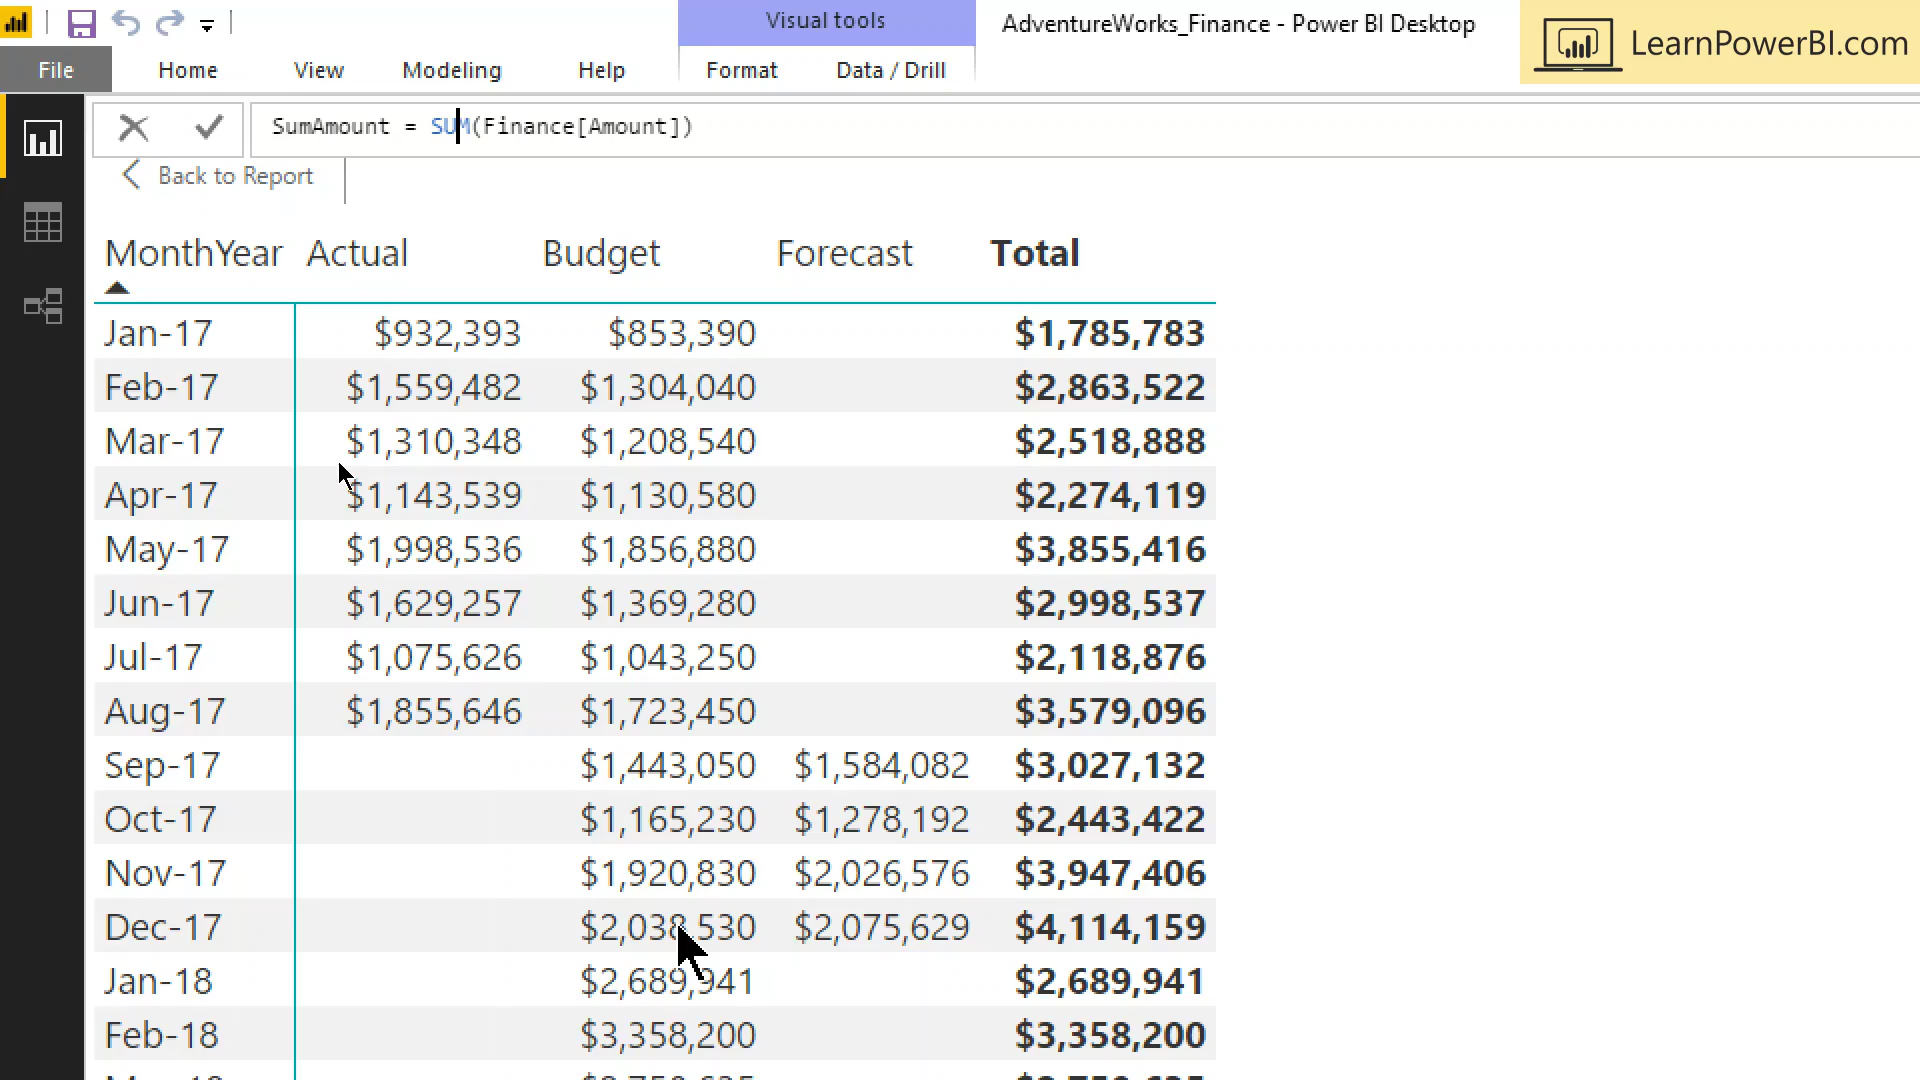 Visual tools
AdventureWorks_Finance - Power BI Desktop
LearnPowerBI.com
File Home View Modeling Help Format Data / Drill
SumAmount = SUM(Finance[Amount])
Back to Report
MonthYear Actual Budget Forecast Total
Jan-17 $932,393 $853,390 $1,785,783
Feb-17 $1,559,482 $1,304,040 $2,863,522
Mar-17 $1,310,348 $1,208,540 $2,518,888
Apr-17 $1,143,539 $1,130,580 $2,274,119
May-17 $1,998,536 $1,856,880 $3,855,416
Jun-17 $1,629,257 $1,369,280 $2,998,537
Jul-17 $1,075,626 $1,043,250 $2,118,876
Aug-17 $1,855,646 $1,723,450 $3,579,096
Sep-17 $1,443,050 $1,584,082 $3,027,132
Oct-17 $1,165,230 $1,278,192 $2,443,422
Nov-17 $1,920,830 $2,026,576 $3,947,406
Dec-17 $2,038,530 $2,075,629 $4,114,159
Jan-18 $2,689,941 $2,689,941
Feb-18 $3,358,200 $3,358,200